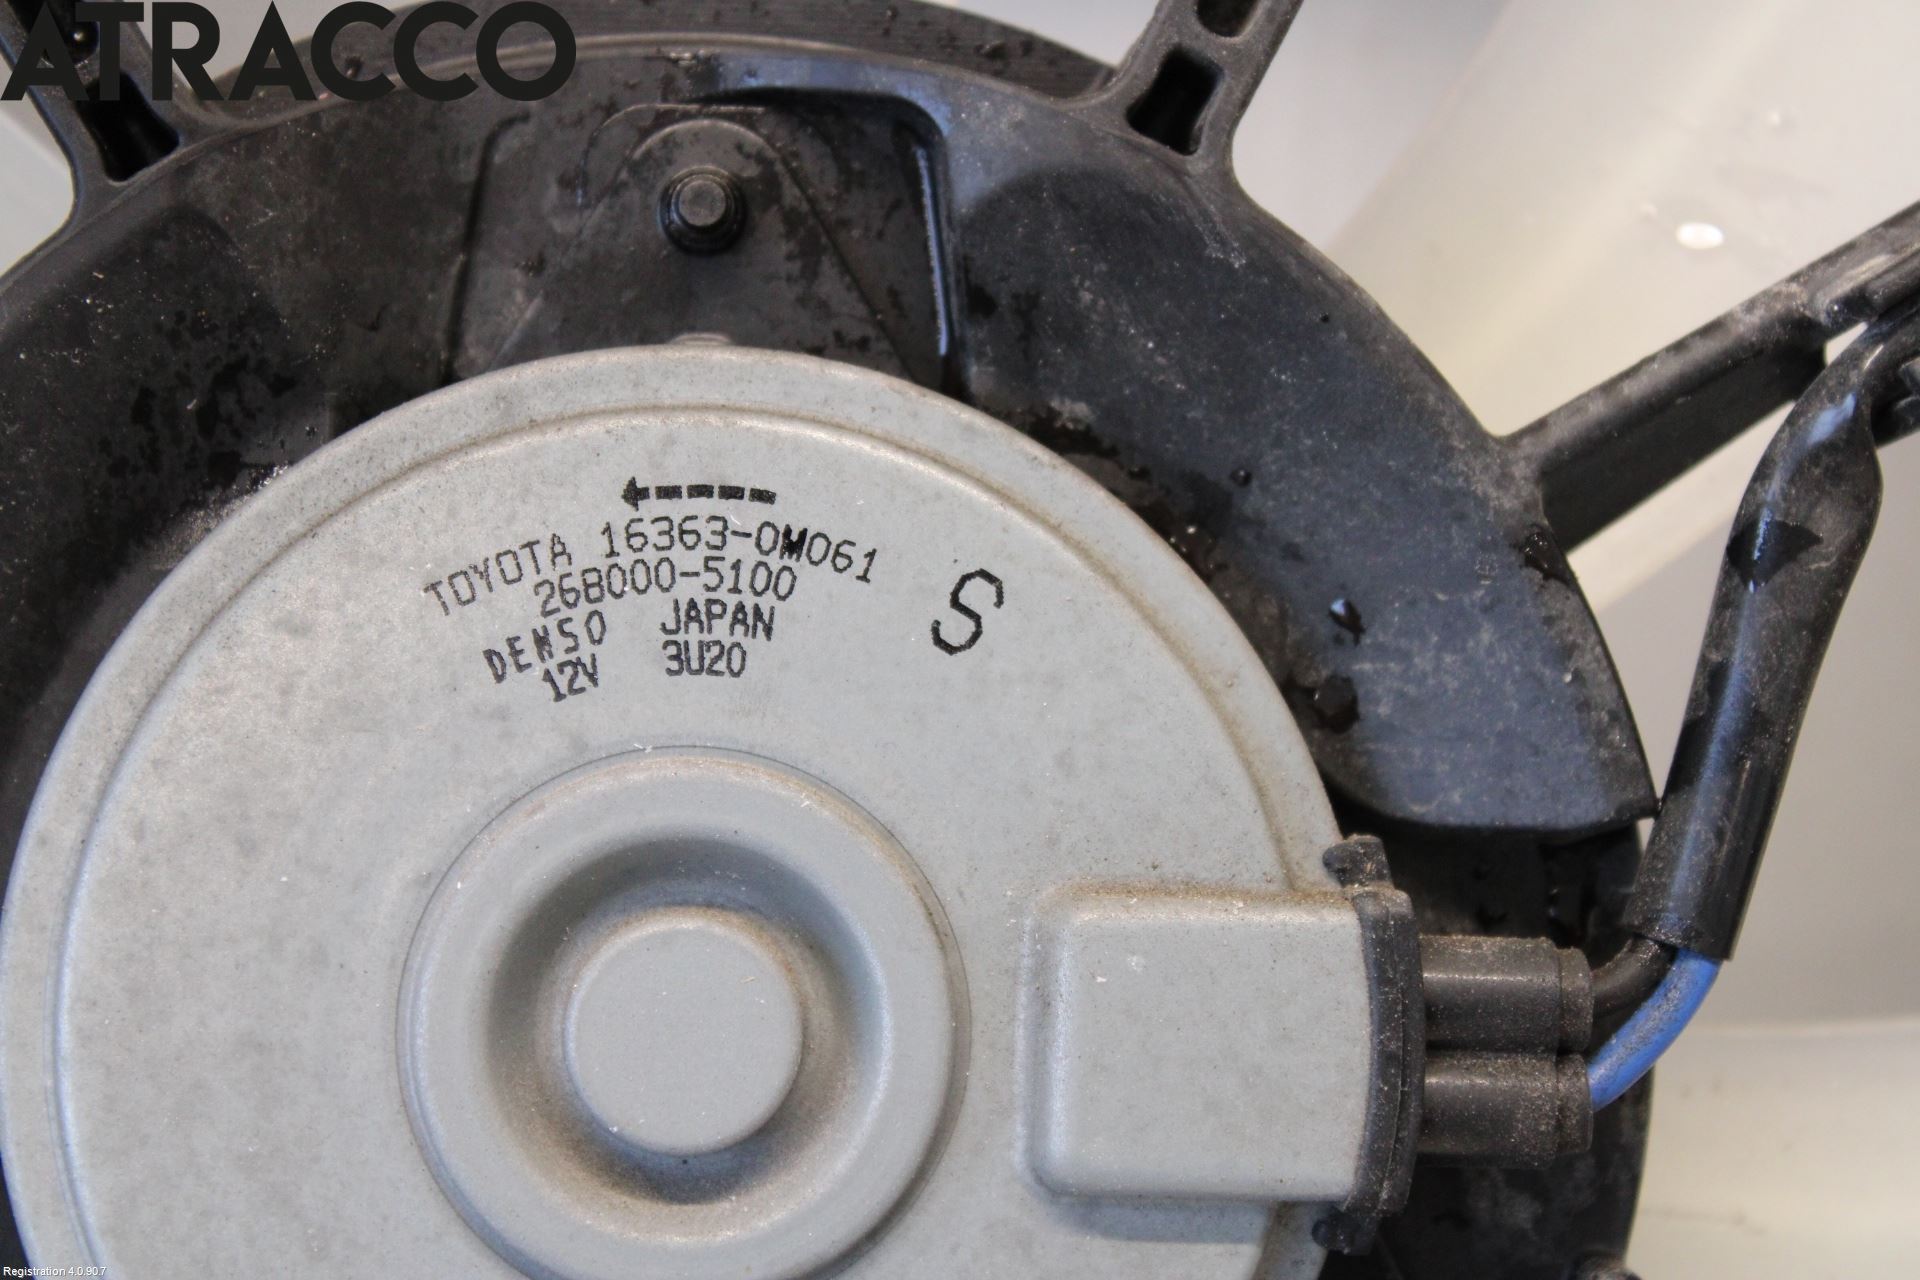 ATRACCO
TOYOTA 16363-0M061
268000-5100
DENSO JAPAN
12V 3U20
S
Registration 4.0.90.7